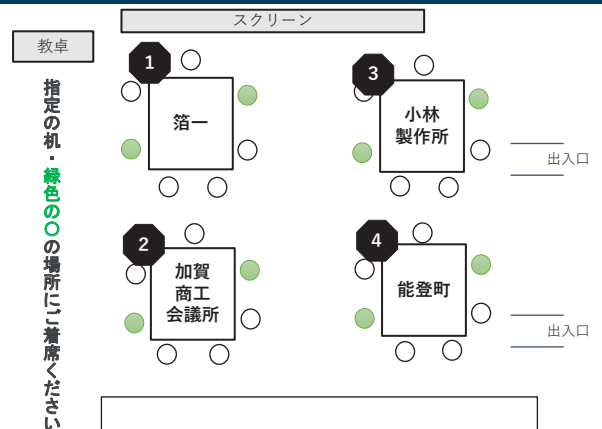 スクリーン
教卓
指定の机・緑色の〇の場所にご着席ください
1
箔一
3
小林
製作所
出入口
2
加賀
商工
会議所
4
能登町
出入口